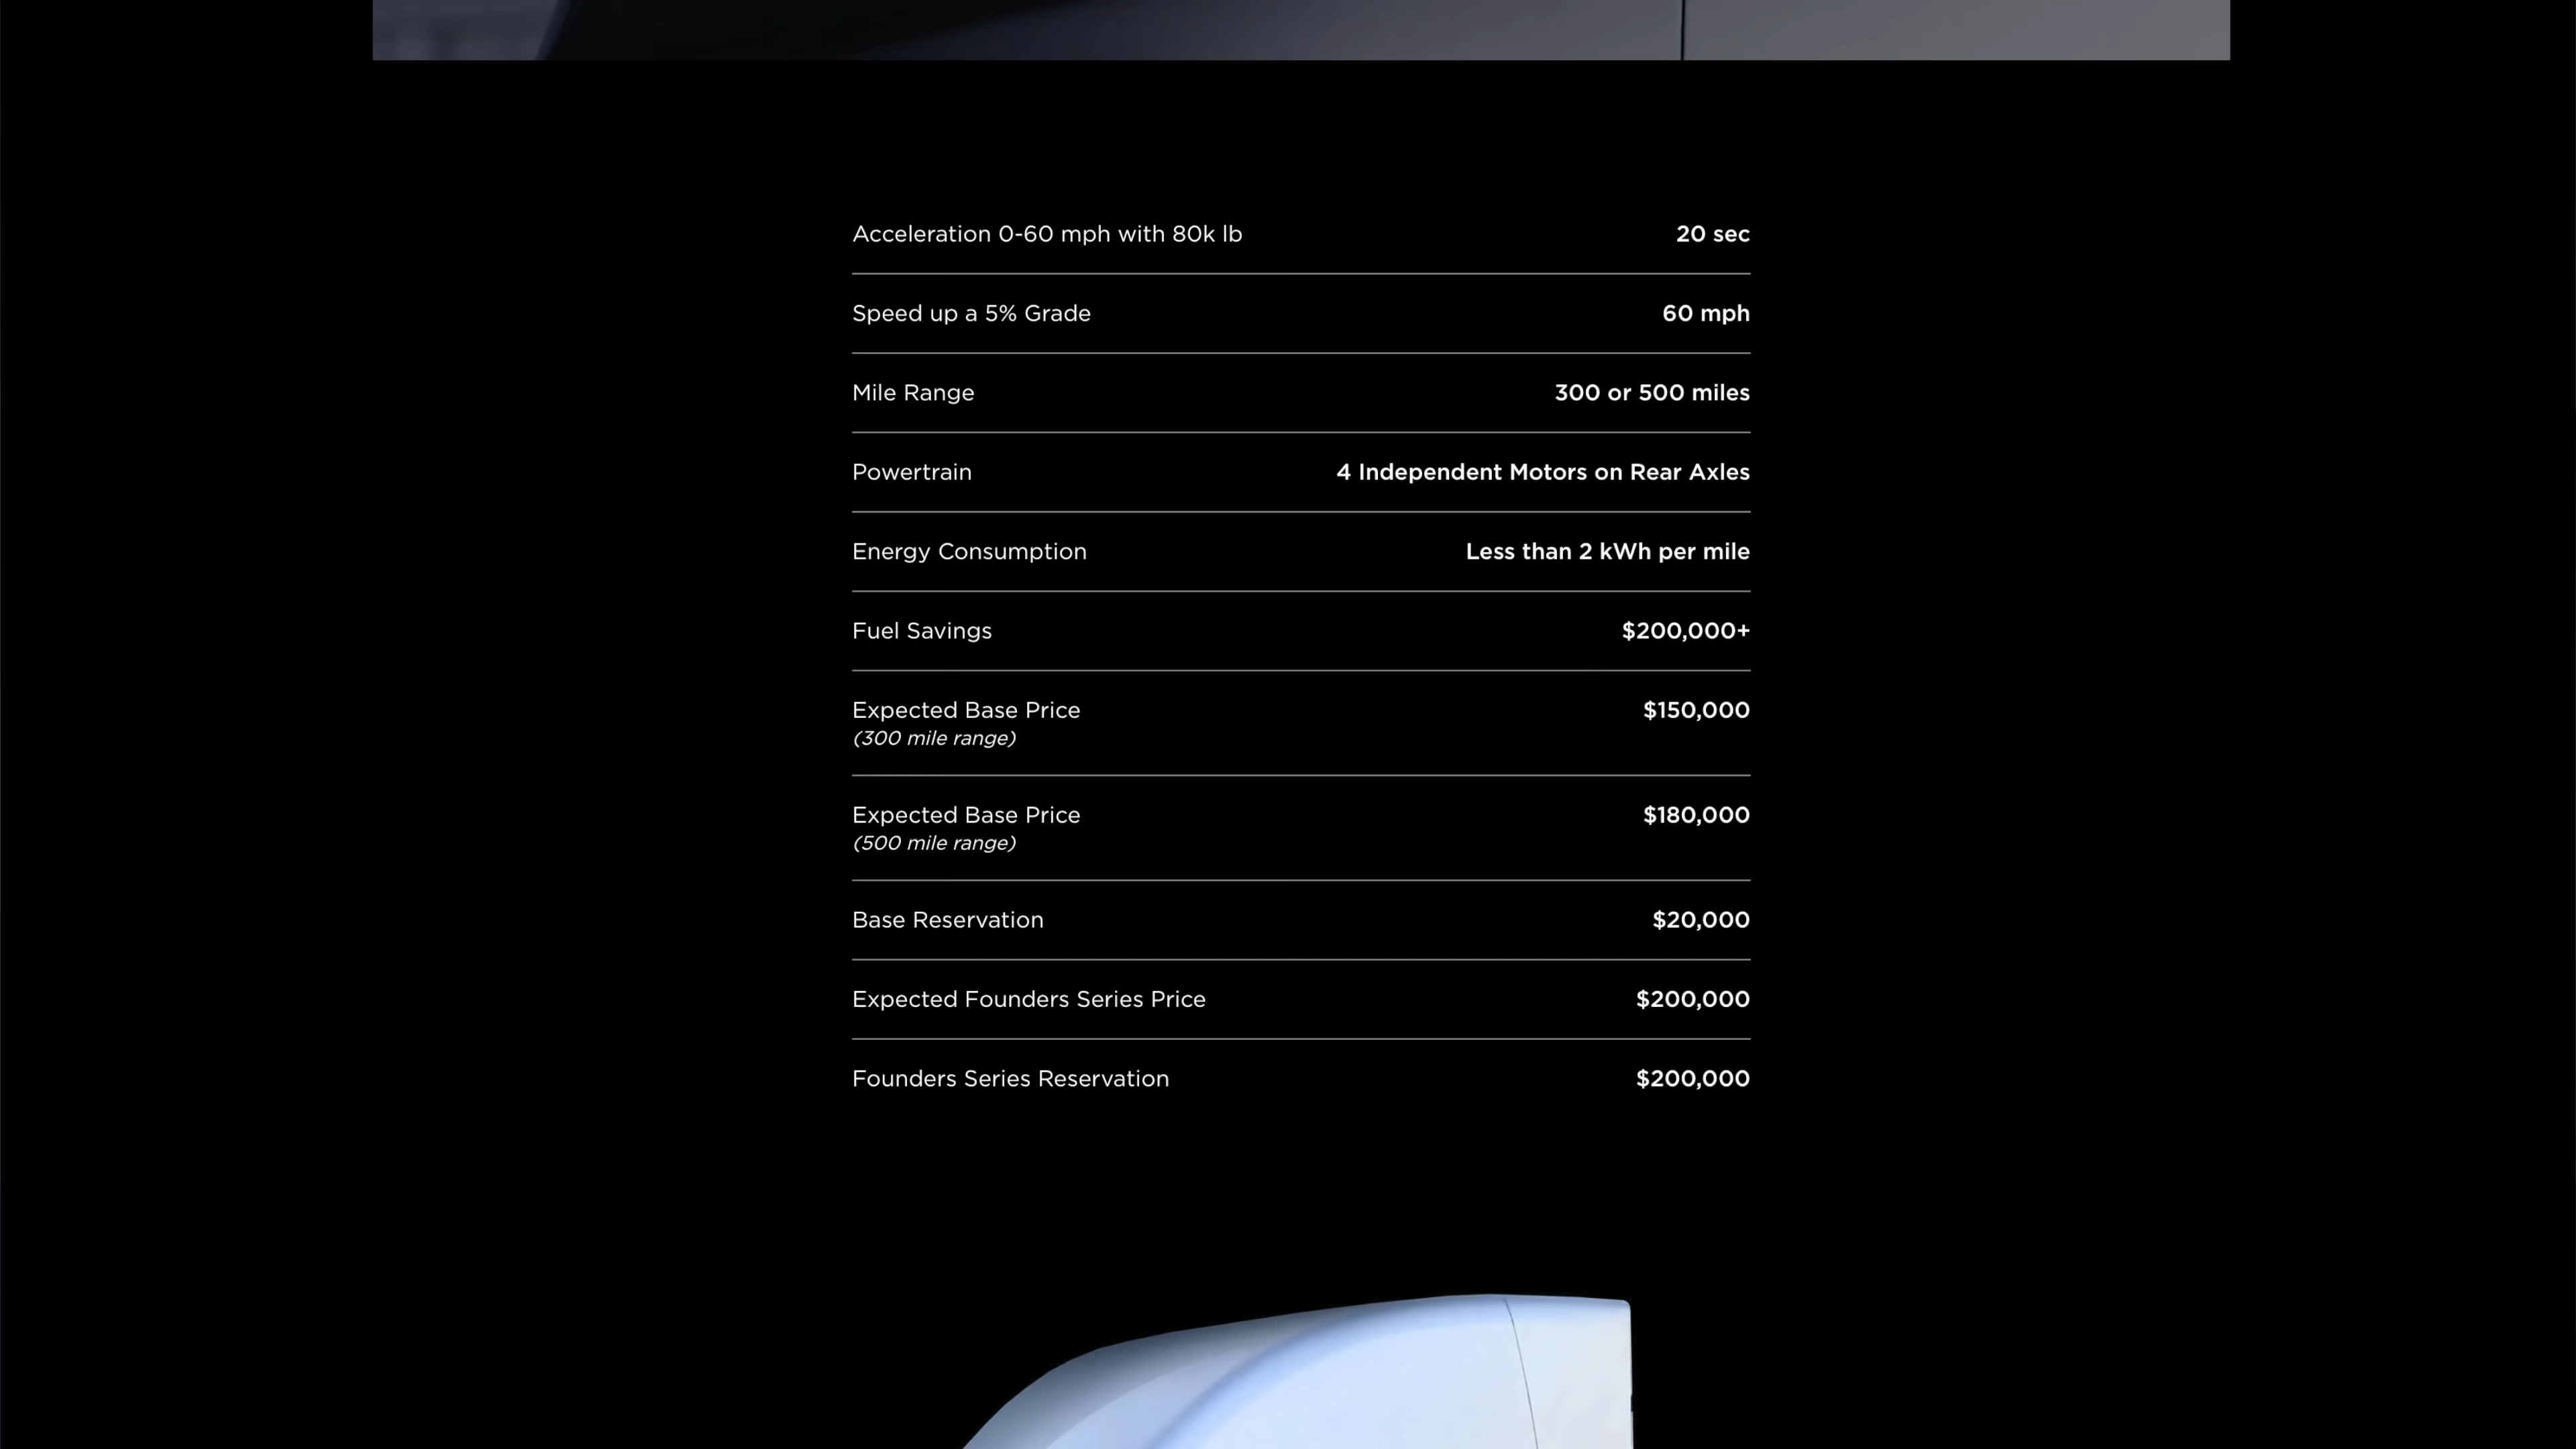 Acceleration 0-60 mph with 80k lb 20 sec
Speed up a 5% Grade 60 mph
Mile Range 300 or 500 miles
Powertrain 4 Independent Motors on Rear Axles
Energy Consumption Less than 2 kWh per mile
Fuel Savings $200,000+
Expected Base Price $150,000
(300 mile range)
Expected Base Price $180,000
(500 mile range)
Base Reservation $20,000
Expected Founders Series Price $200,000
Founders Series Reservation $200,000